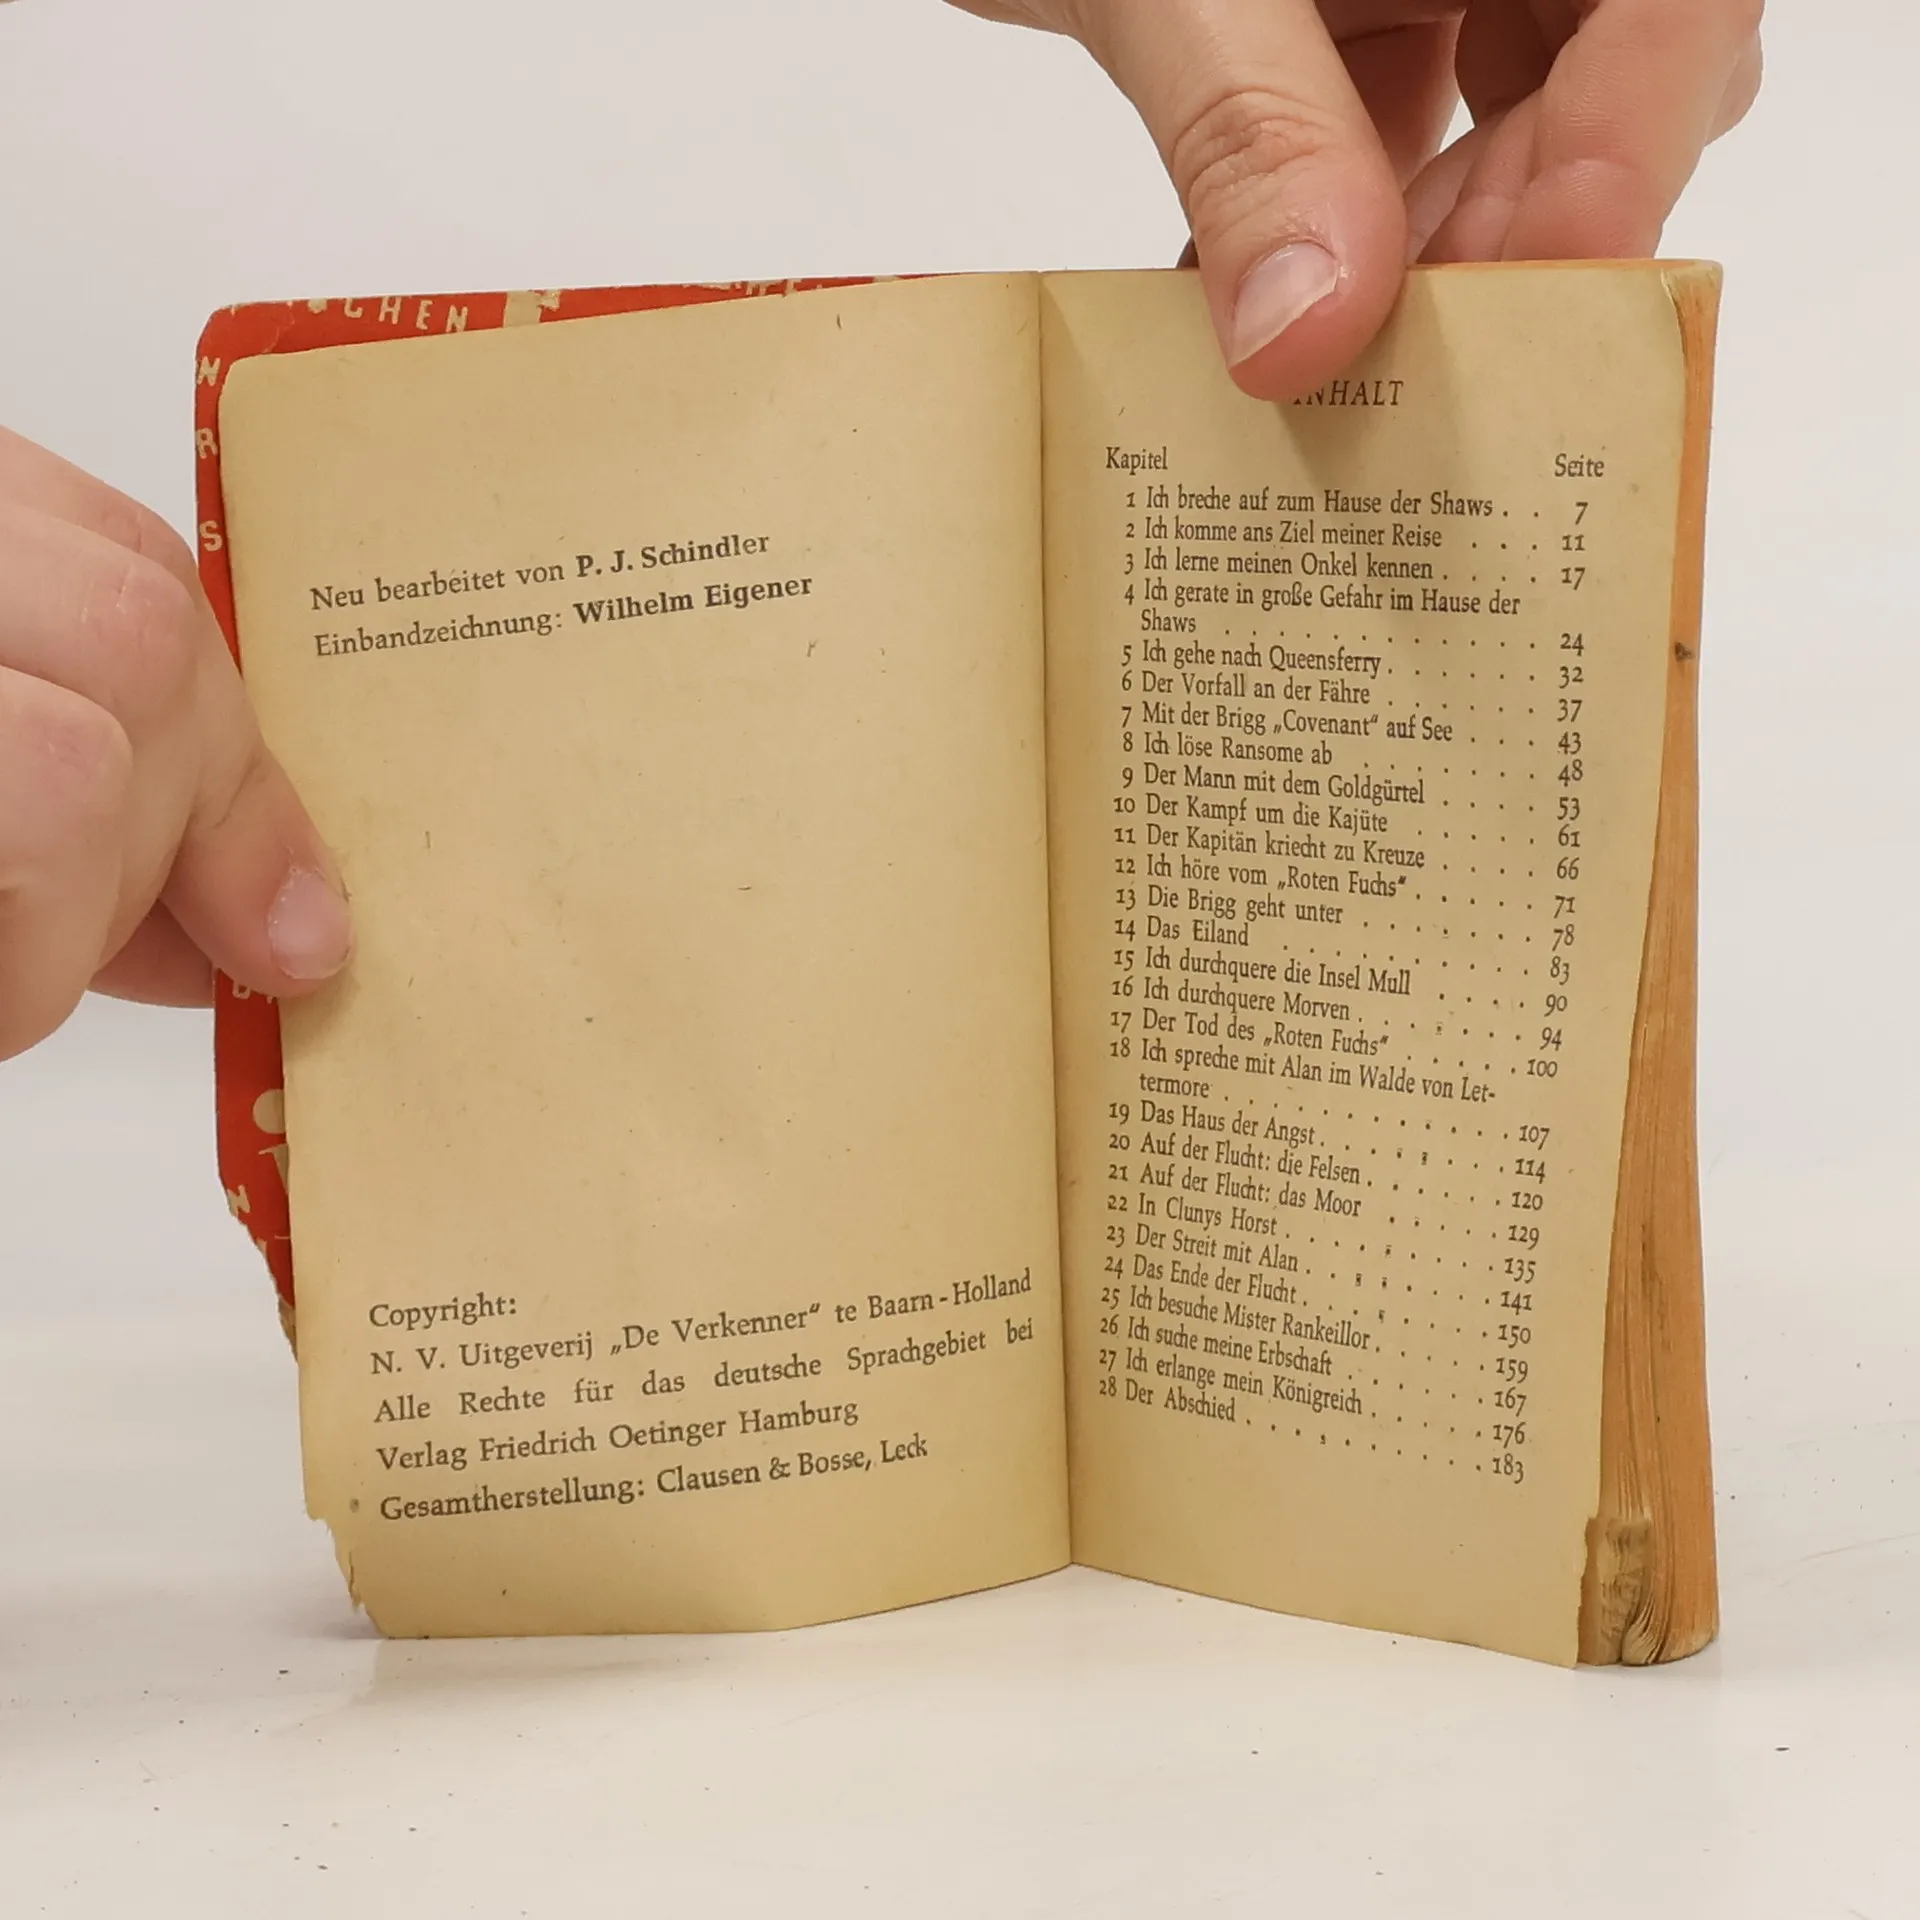 CHEN
N
R
S
N
Neu bearbeitet von P. J. Schindler
Einbandzeichnung: Wilhelm Eigener
Copyright:
N. V. Uitgeverij „De Verkenner“ te Baarn-Holland
Alle Rechte für das deutsche Sprachgebiet bei
Verlag Friedrich Oetinger Hamburg
Gesamtherstellung: Clausen & Bosse, Leck
INHALT
Kapitel Seite
1 Ich breche auf zum Hause der Shaws . . 7
2 Ich komme ans Ziel meiner Reise . . . 11
3 Ich lerne meinen Onkel kennen . . . . 17
4 Ich gerate in große Gefahr im Hause der
Shaws . . . . . . . . . . . . 24
5 Ich gehe nach Queensferry . . . . . . 32
6 Der Vorfall an der Fähre . . . . . . 37
7 Mit der Brigg „Covenant“ auf See . . . 43
8 Ich löse Ransome ab . . . . . . . 48
9 Der Mann mit dem Goldgürtel . . . . 53
10 Der Kampf um die Kajüte . . . . . 61
11 Der Kapitän kriecht zu Kreuze . . . . 66
12 Ich höre vom „Roten Fuchs“ . . . . . 71
13 Die Brigg geht unter . . . . . . . 78
14 Das Eiland . . . . . . . . . . 83
15 Ich durchquere die Insel Mull . . . . 90
16 Ich durchquere Morven . . . . . . . 94
17 Der Tod des „Roten Fuchs“ . . . . . 100
18 Ich spreche mit Alan im Walde von Let-
termore . . . . . . . . . . . 107
19 Das Haus der Angst . . . . . . . . 114
20 Auf der Flucht: die Felsen . . . . . . 120
21 Auf der Flucht: das Moor . . . . . 129
22 In Clunys Horst . . . . . . . . . 135
23 Der Streit mit Alan . . . . . . . . 141
24 Das Ende der Flucht . . . . . . . . 150
25 Ich besuche Mister Rankeillor . . . . . 159
26 Ich suche meine Erbschaft . . . . . . 167
27 Ich erlange mein Königreich . . . . . 176
28 Der Abschied . . . . . . . . . . 183